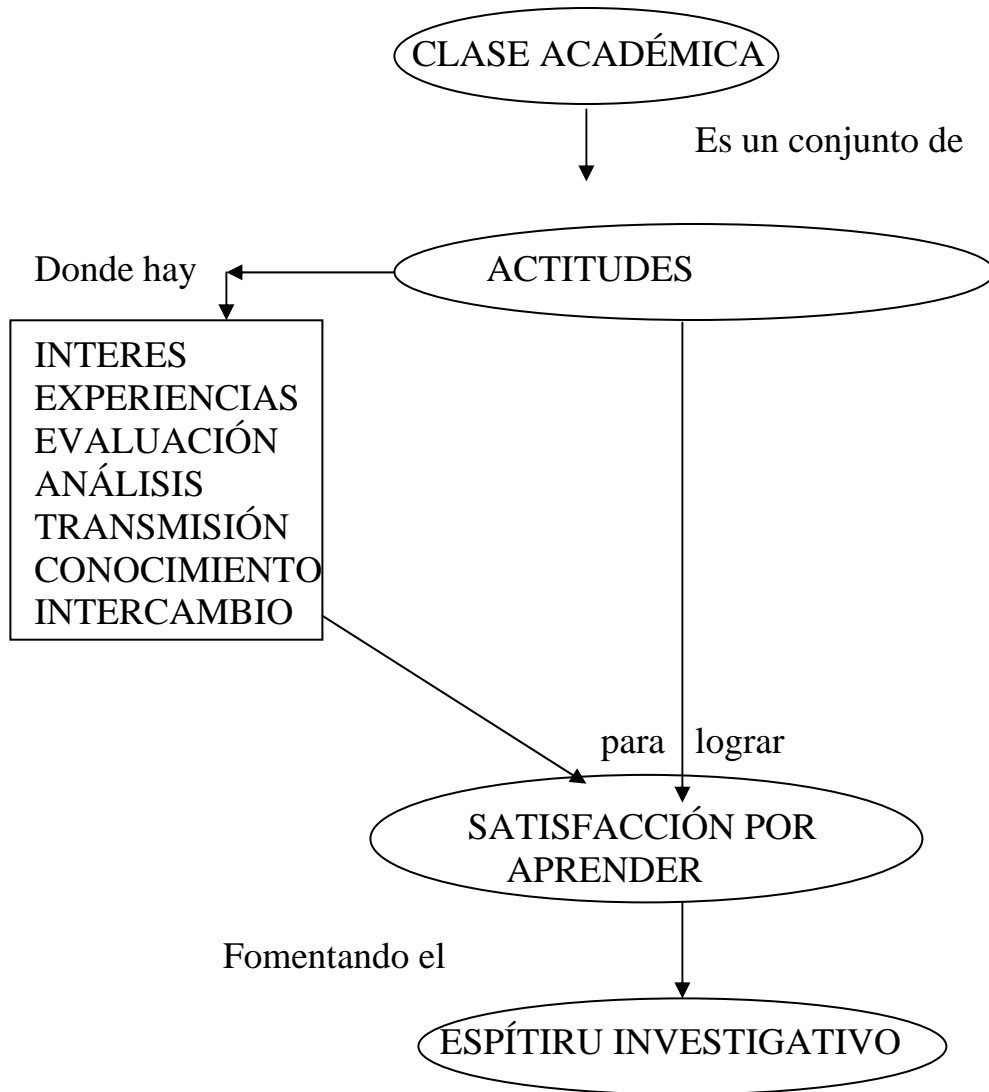 CLASE ACADÉMICA
Es un conjunto de
ACTITUDES
Donde hay
INTERES
EXPERIENCIAS
EVALUACIÓN
ANÁLISIS
TRANSMISIÓN
CONOCIMIENTO
INTERCAMBIO
para lograr
SATISFACCIÓN POR
APRENDER
Fomentando el
ESPÍTIRU INVESTIGATIVO